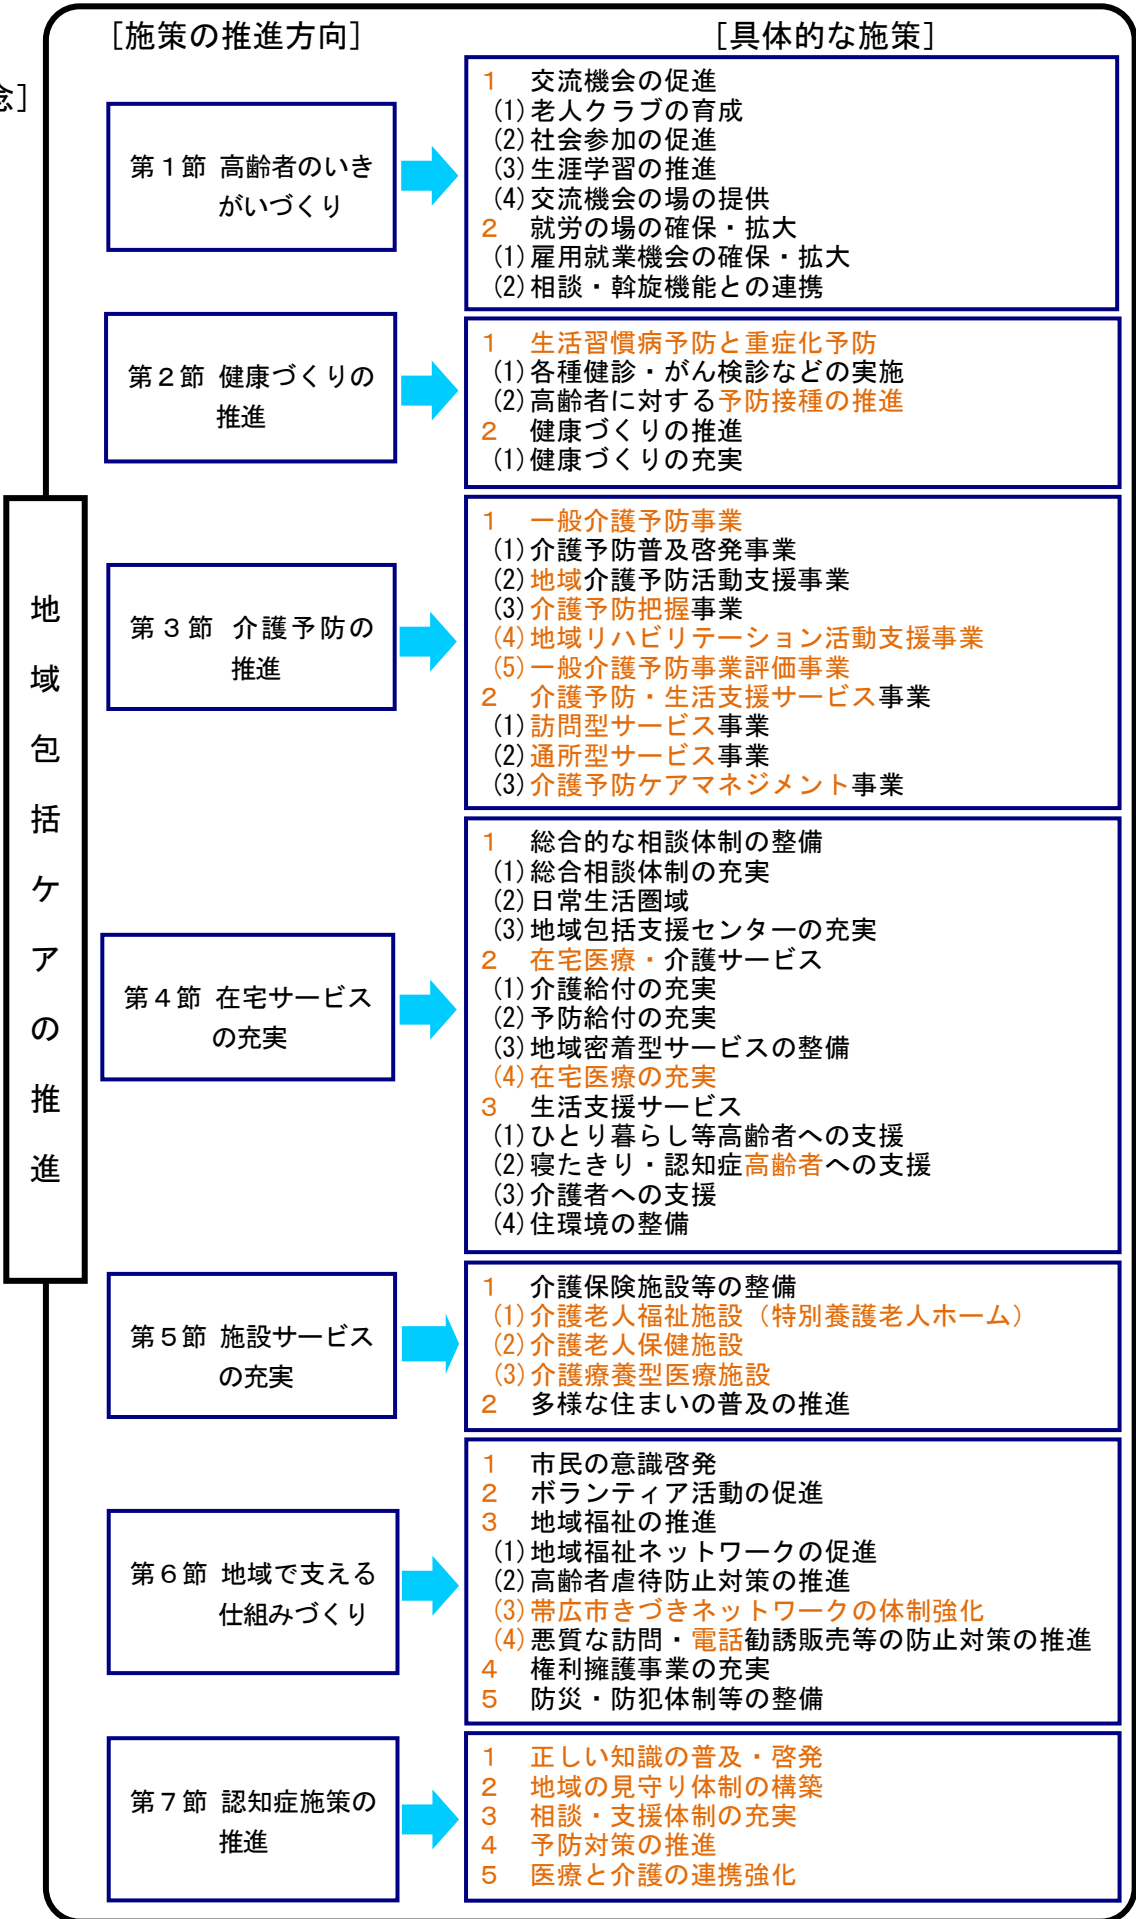 [施策の推進方向]
[具体的な施策]
念]
地域包括ケアの推進
第1節 高齢者のいき
がいづくり
1 交流機会の促進
(1)老人クラブの育成
(2)社会参加の促進
(3)生涯学習の推進
(4)交流機会の場の提供
2 就労の場の確保・拡大
(1)雇用就業機会の確保・拡大
(2)相談・斡旋機能との連携
第2節 健康づくりの
推進
1 生活習慣病予防と重症化予防
(1)各種健診・がん検診などの実施
(2)高齢者に対する予防接種の推進
2 健康づくりの推進
(1)健康づくりの充実
第3節 介護予防の
推進
1 一般介護予防事業
(1)介護予防普及啓発事業
(2)地域介護予防活動支援事業
(3)介護予防把握事業
(4)地域リハビリテーション活動支援事業
(5)一般介護予防事業評価事業
2 介護予防・生活支援サービス事業
(1)訪問型サービス事業
(2)通所型サービス事業
(3)介護予防ケアマネジメント事業
第4節 在宅サービス
の充実
1 総合的な相談体制の整備
(1)総合相談体制の充実
(2)日常生活圏域
(3)地域包括支援センターの充実
2 在宅医療・介護サービス
(1)介護給付の充実
(2)予防給付の充実
(3)地域密着型サービスの整備
(4)在宅医療の充実
3 生活支援サービス
(1)ひとり暮らし等高齢者への支援
(2)寝たきり・認知症高齢者への支援
(3)介護者への支援
(4)住環境の整備
第5節 施設サービス
の充実
1 介護保険施設等の整備
(1)介護老人福祉施設（特別養護老人ホーム）
(2)介護老人保健施設
(3)介護療養型医療施設
2 多様な住まいの普及の推進
第6節 地域で支える
仕組みづくり
1 市民の意識啓発
2 ボランティア活動の促進
3 地域福祉の推進
(1)地域福祉ネットワークの促進
(2)高齢者虐待防止対策の推進
(3)帯広市きづきネットワークの体制強化
(4)悪質な訪問・電話勧誘販売等の防止対策の推進
4 権利擁護事業の充実
5 防災・防犯体制等の整備
第7節 認知症施策の
推進
1 正しい知識の普及・啓発
2 地域の見守り体制の構築
3 相談・支援体制の充実
4 予防対策の推進
5 医療と介護の連携強化